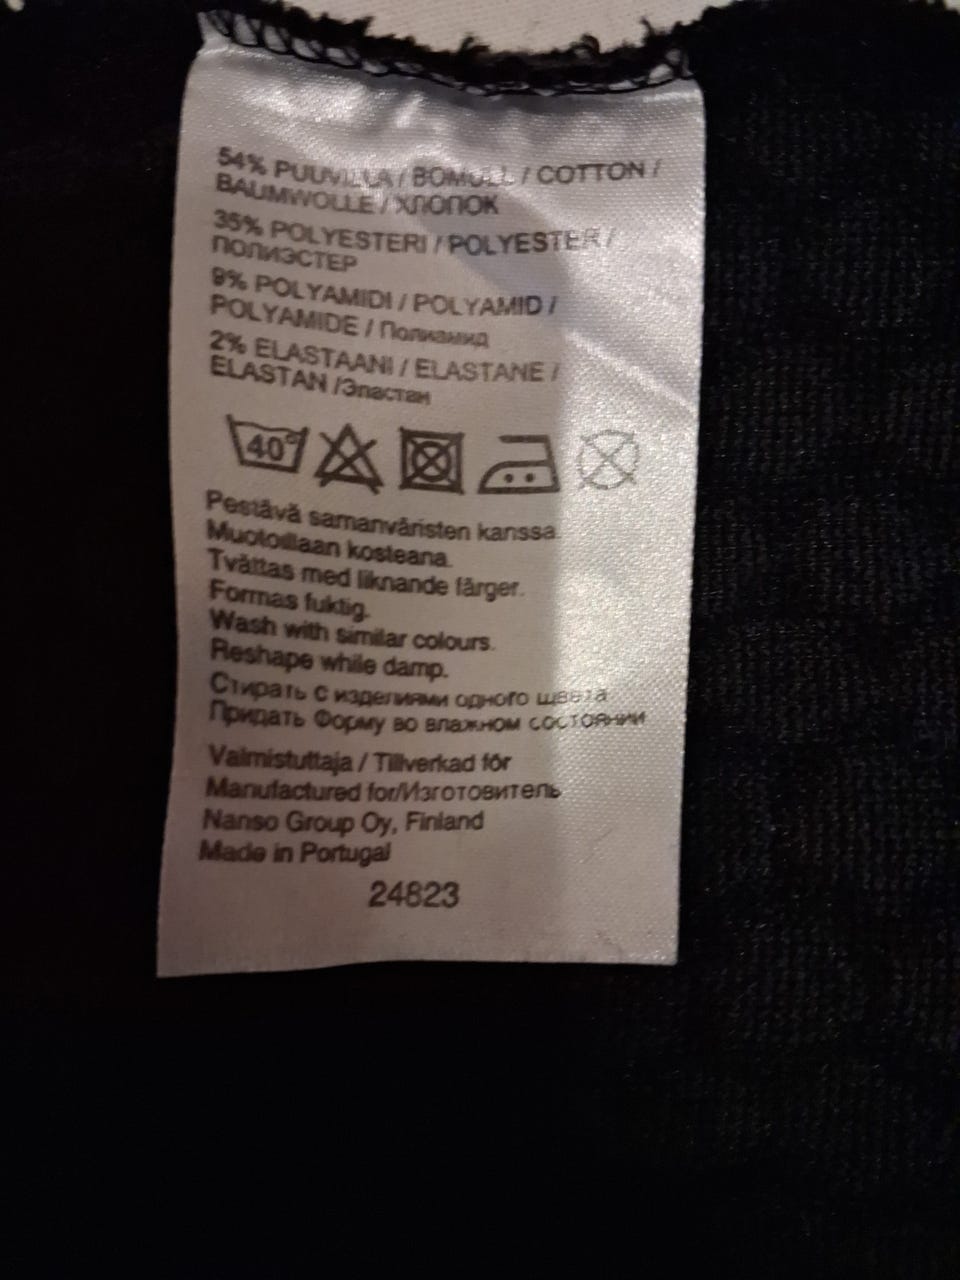 54% PUUVILLA / BOMULL / COTTON /
BAUMWOLLE / ХЛОПОК
35% POLYESTERI / POLYESTER /
ПОЛИЭСТЕР
9% POLYAMIDI / POLYAMID /
POLYAMIDE / Полиамид
2% ELASTAANI / ELASTANE /
ELASTAN /Эластан
40°
Pestävä samanväristen kanssa.
Muotoillaan kosteana.
Tvättas med liknande färger.
Formas fuktig.
Wash with similar colours.
Reshape while damp.
Стирать с изделиями одного цвета
Придать Форму во влажном состоянии
Valmistuttaja / Tillverkad för
Manufactured for/Изготовитель
Nanso Group Oy, Finland
Made in Portugal
24823